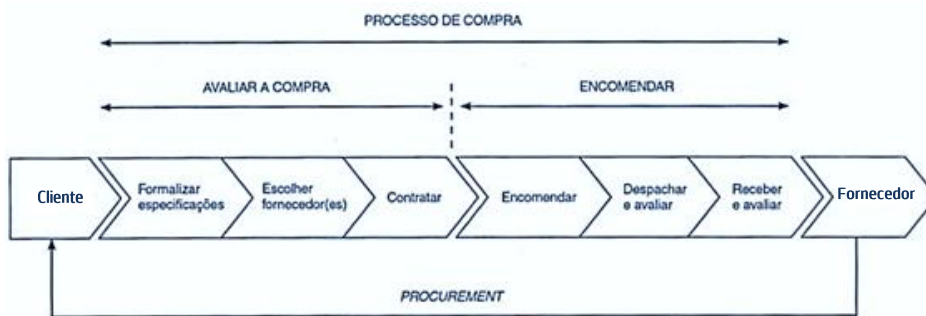 PROCESSO DE COMPRA
AVALIAR A COMPRA
ENCOMENDAR
Cliente
Formalizar
especificações
Escolher
fornecedor(es)
Contratar
Encomendar
Despachar
e avaliar
Receber
e avaliar
Fornecedor
PROCUREMENT